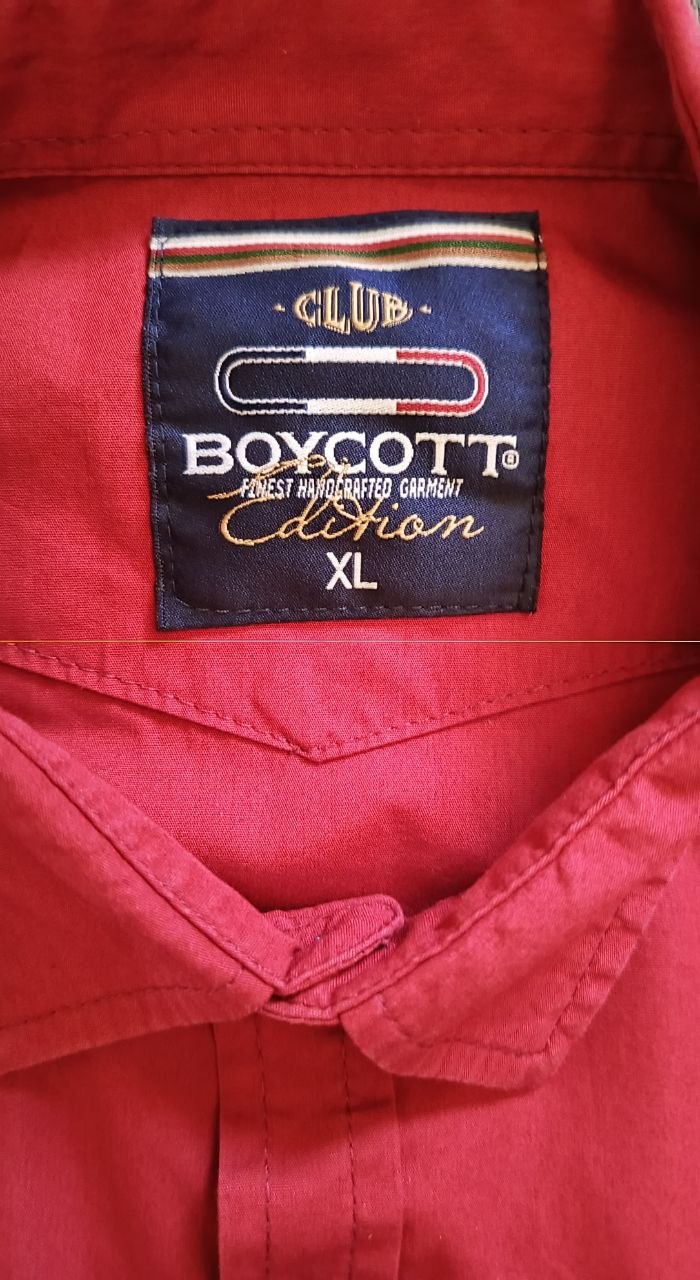 CLUB
BOYCOTT®
FINEST HANDCRAFTED GARMENT
Edition
XL